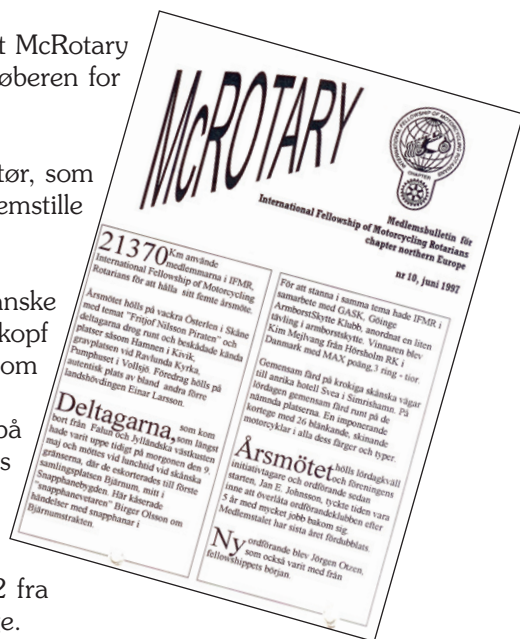 t McRotary
øberen for
tør, som
emstille
anske
kopf
om
på
s
2 fra
e.
McROTARY
INTERNATIONAL FELLOWSHIP OF MOTORCYCLING ROTARIANS
CHAPTER
Medlemsbulletin för
International Fellowship of Motorcycling Rotarians
chapter northern Europe
nr 10, juni 1997
21370 Km använde
medlemmarna i IFMR,
International Fellowship of Motorcycling
Rotarians för att hålla sitt femte årsmöte.
Årsmötet hölls på vackra Österlen i Skåne
med temat "Fritjof Nilsson Piraten" och
deltagarna drog runt och beskådade kända
platser såsom Hamnen i Kivik,
gravplatsen vid Ravlunda Kyrka,
Pumphuset i Vollsjö. Föredrag hölls på
autentisk plats av bland andra förre
landshövdingen Einar Larsson.
Deltagarna, som kom
som längst
bort från Falun och Jylländska västkusten
hade varit uppe tidigt på morgonen den 9.
maj och möttes vid lunchtid vid skånska
gränserna, där de eskorterades till förste
samlingsplatsen Bjärnum, mitt i
Snapphanebygden. Här kåserade
"snapphanevetaren" Birger Olsson om
händelser med snapphanar i
Bjärnumstrakten.
För att stanna i samma tema hade IFMR i
samarbete med GASK, Göinge
ArmborstSkytte Klubb, anordnat en liten
tävling i armborstskytte. Vinnaren blev
Kim Mejvang från Hörsholm RK i
Danmark med MAX poäng, 3 ring - tior.
Gemensam färd på krokiga skånska vägar
till anrika hotell Svea i Simrishamn. På
lördagen gemensam färd runt på de
nämnda platserna. En imponerande
kortege med 26 blänkande, skinande
motorcyklar i alla dess färger och typer.
Årsmötet hölls lördagkväll
och föreningens
initiativtagare och ordförande sedan
starten, Jan E. Johnsson, tyckte tiden vara
inne att överlåta ordförandeklubben efter
5 år med mycket jobb bakom sig.
Medlemstalet har sista året fördubblats.
Ny ordförande blev Jörgen Otzen,
som också varit med från
fellowshippets början.